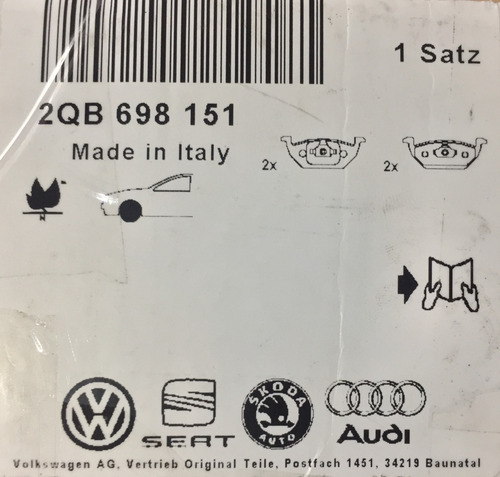 1 Satz
2QB 698 151
Made in Italy
2x
2x
N
VW
SEAT
ŠKODA
AUTO
Audi
Volkswagen AG, Vertrieb Original Teile, Postfach 1451, 34219 Baunatal